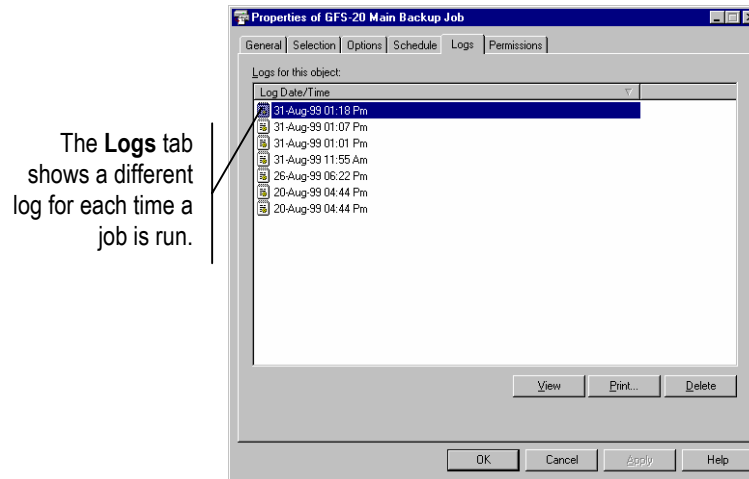 Properties of GFS-20 Main Backup Job
General Selection Options Schedule Logs Permissions
Logs for this object:
Log Date/Time
31-Aug-99 01:18 Pm
31-Aug-99 01:07 Pm
31-Aug-99 01:01 Pm
31-Aug-99 11:55 Am
26-Aug-99 06:22 Pm
20-Aug-99 04:44 Pm
20-Aug-99 04:44 Pm
The Logs tab
shows a different
log for each time a
job is run.
View Print... Delete
OK Cancel Apply Help